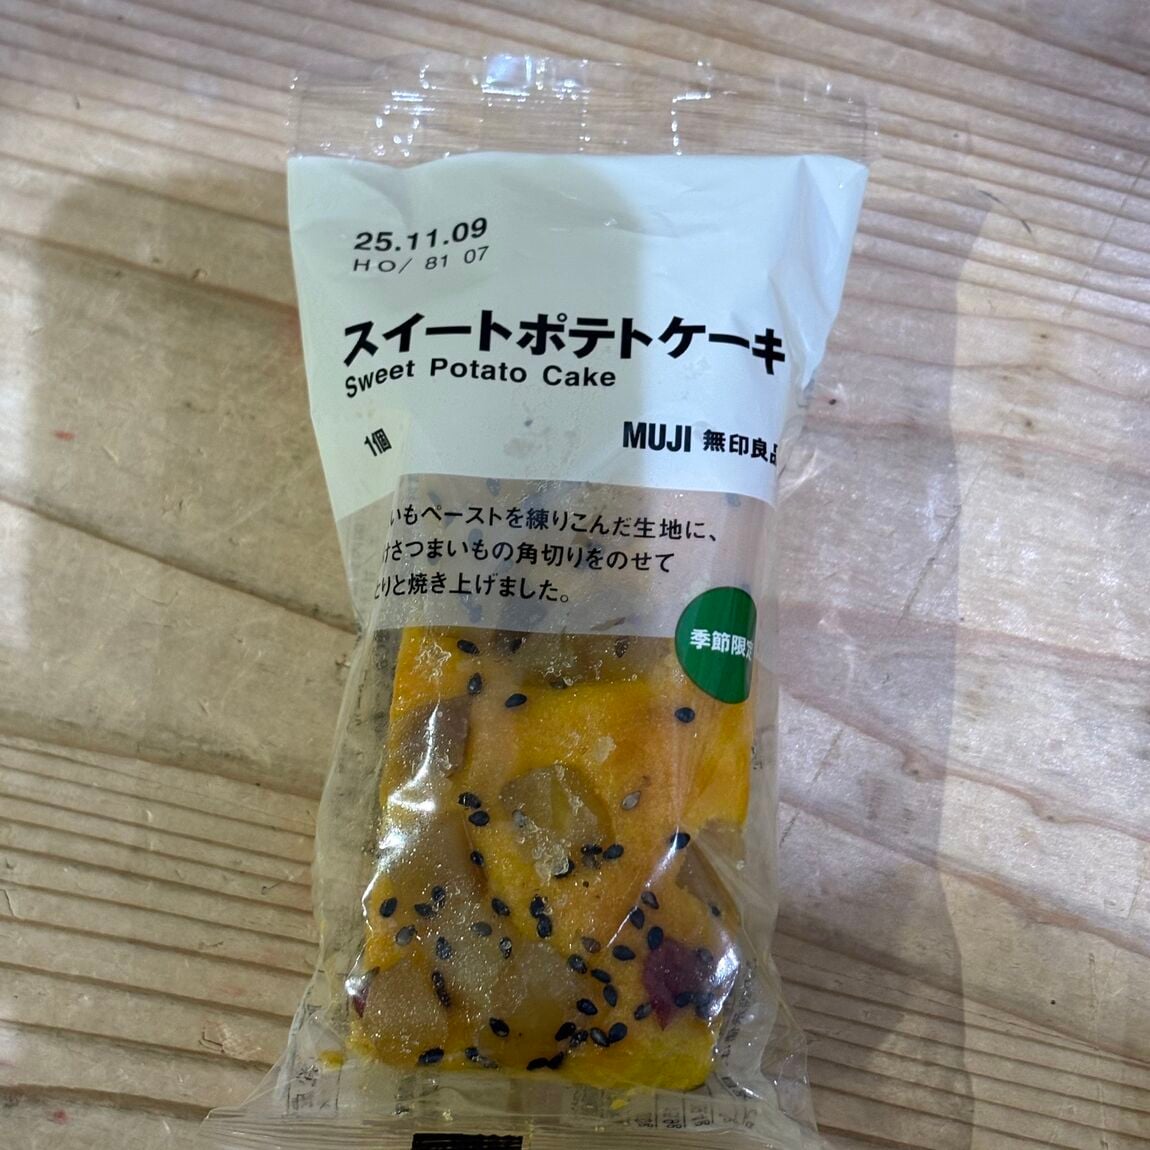 25.11.09
HO/ 81 07
スイートポテトケーキ
Sweet Potato Cake
1個
MUJI 無印良品
いもペーストを練りこんだ生地に、
さつまいもの角切りをのせて
りと焼き上げました。
季節限定